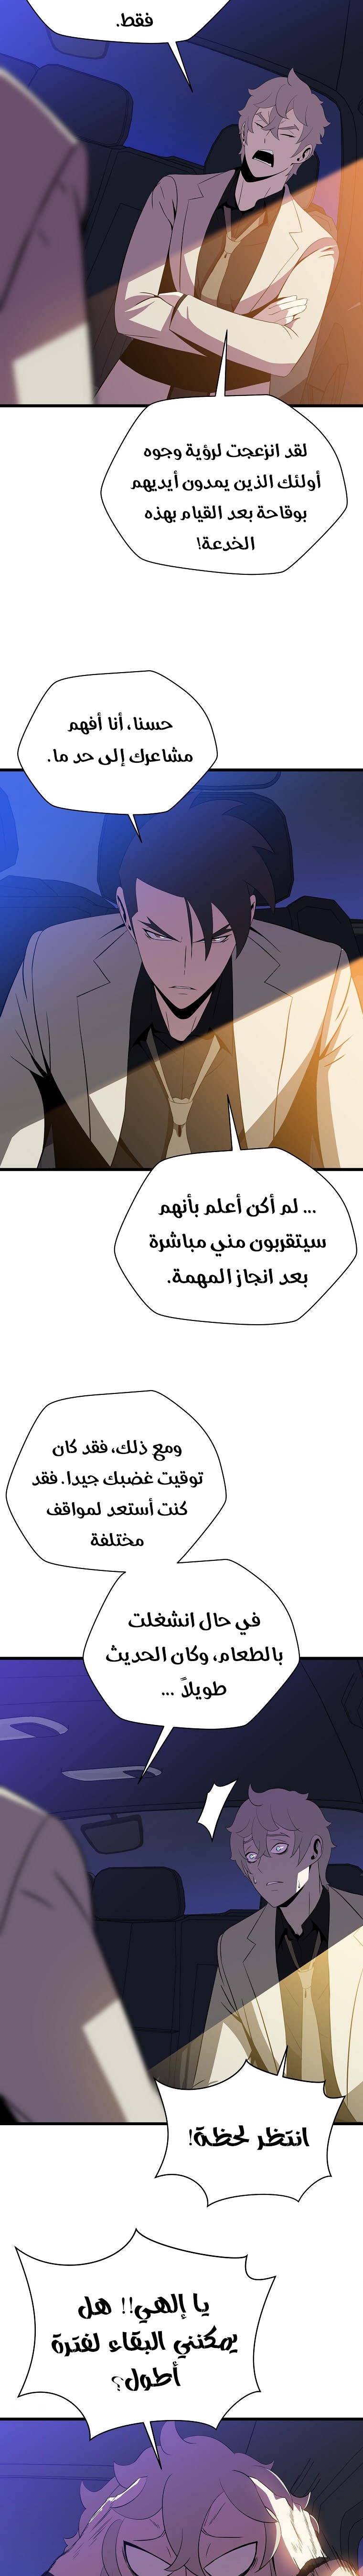 فقط.
لقد انزعجت لرؤية وجوه
أولئك الذين يمدون أيديهم
بوقاحة بعد القيام بهذه
الخدعة!
حسنا، أنا أفهم
مشاعرك إلى حد ما.
... لم أكن أعلم بأنهم
سيتقربون مني مباشرة
بعد انجاز المهمة.
ومع ذلك، فقد كان
توقيت غضبك جيدا. فقد
كنت أستعد لمواقف
مختلفة
في حال انشغلت
بالطعام، وكان الحديث
طويلاً ...
انتظر لحظة!
يا إلهي!! هل
يمكنني البقاء لفترة
أطول؟